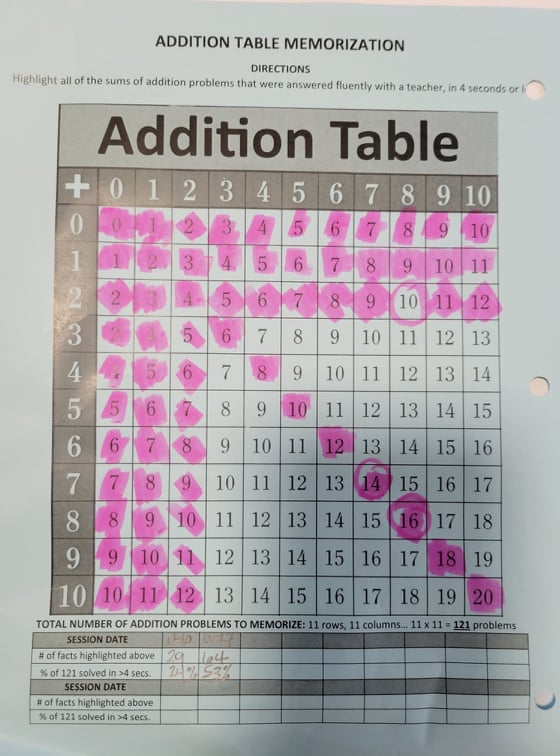 ADDITION TABLE MEMORIZATION
DIRECTIONS
Highlight all of the sums of addition problems that were answered fluently with a teacher, in 4 seconds or
Addition Table
+ 0 1 2 3 4 5 6 7 8 9 10
0 0 1 2 3 4 5 6 7 8 9 10
1 1 2 3 4 5 6 7 8 9 10 11
2 2 3 4 5 6 7 8 9 10 11 12
3 3 4 5 6 7 8 9 10 11 12 13
4 4 5 6 7 8 9 10 11 12 13 14
5 5 6 7 8 9 10 11 12 13 14 15
6 6 7 8 9 10 11 12 13 14 15 16
7 7 8 9 10 11 12 13 14 15 16 17
8 8 9 10 11 12 13 14 15 16 17 18
9 9 10 11 12 13 14 15 16 17 18 19
10 10 11 12 13 14 15 16 17 18 19 20
TOTAL NUMBER OF ADDITION PROBLEMS TO MEMORIZE: 11 rows, 11 columns... 11 x 11 = 121 problems
SESSION DATE
# of facts highlighted above 29 64
% of 121 solved in >4 secs. 24% 53%
SESSION DATE
# of facts highlighted above
% of 121 solved in >4 secs.